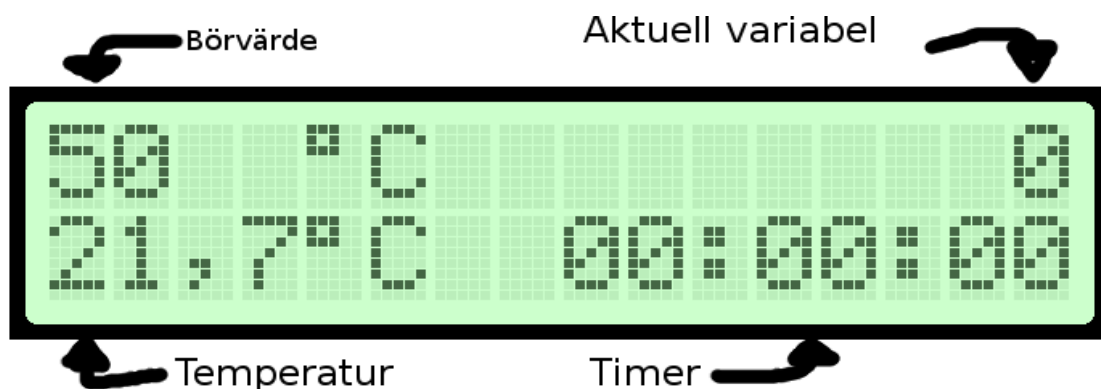 Börvärde
Aktuell variabel
50 °C 0
21,7°C 00:00:00
Temperatur
Timer